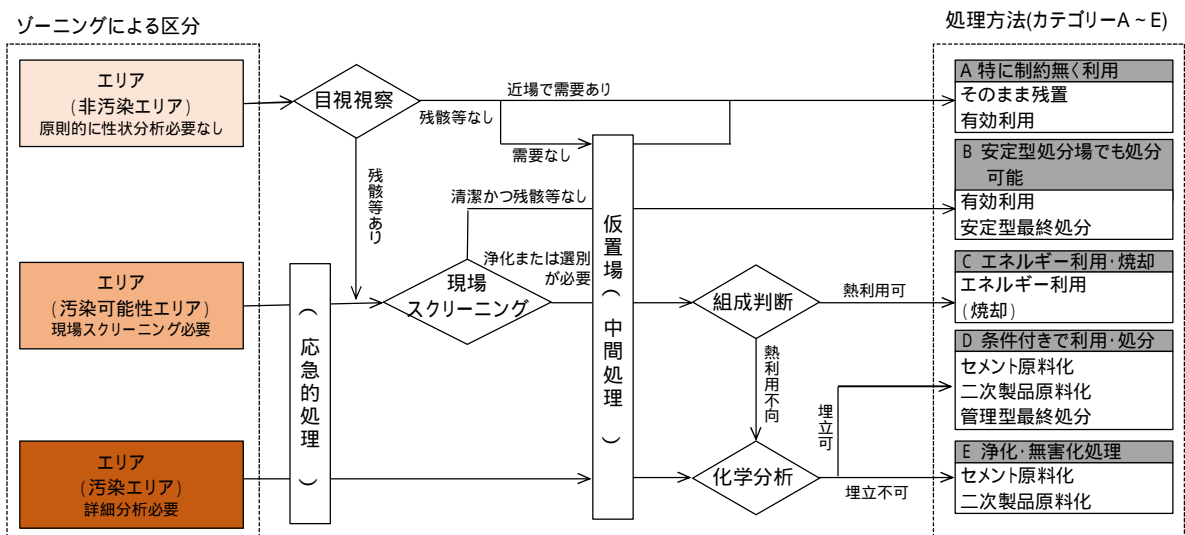 ゾーニングによる区分
処理方法(カテゴリーA~E)
エリア
(非汚染エリア)
原則的に性状分析必要なし
目視視察
近場で需要あり
残骸等なし
需要なし
A 特に制約無く利用
そのまま残置
有効利用
残骸等あり
清潔かつ残骸等なし
B 安定型処分場でも処分
可能
有効利用
安定型最終処分
エリア
(汚染可能性エリア)
現場スクリーニング必要
(応急的処理)
現場
スクリーニング
浄化または選別
が必要
仮置場(中間処理)
組成判断
熱利用可
C エネルギー利用・焼却
エネルギー利用
(焼却)
熱利用不向
D 条件付きで利用・処分
セメント原料化
二次製品原料化
管理型最終処分
埋立可
エリア
(汚染エリア)
詳細分析必要
化学分析
埋立不可
E 浄化・無害化処理
セメント原料化
二次製品原料化